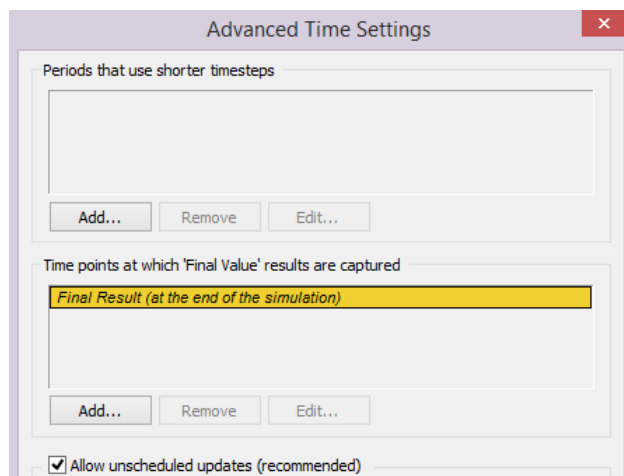 Advanced Time Settings
Periods that use shorter timesteps
Add... Remove Edit...
Time points at which 'Final Value' results are captured
Final Result (at the end of the simulation)
Add... Remove Edit...
Allow unscheduled updates (recommended)